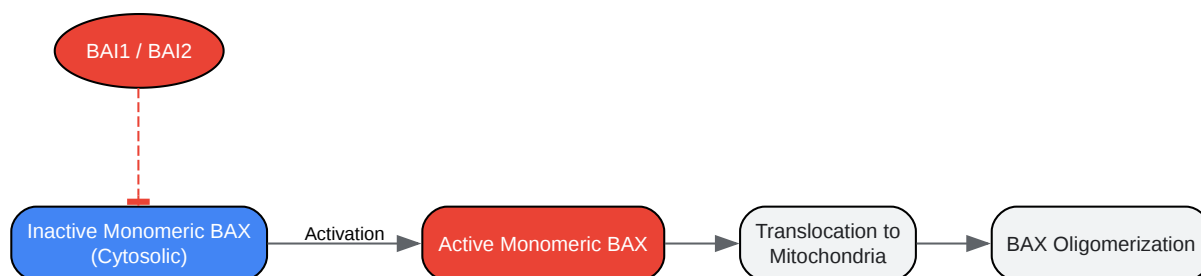 BAI1 / BAI2
Inactive Monomeric BAX
(Cytosolic)
Activation
Active Monomeric BAX
Translocation to
Mitochondria
BAX Oligomerization